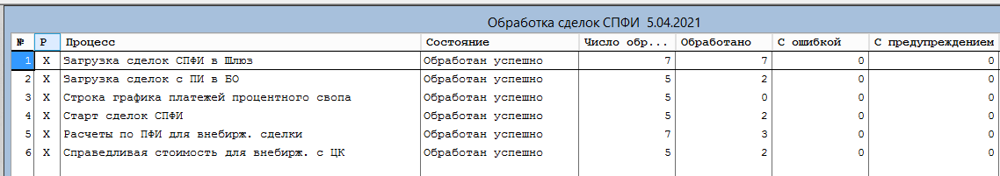 Обработка сделок СПФИ 5.04.2021
№ Р Процесс Состояние Число обр... Обработано С ошибкой С предупреждением
1 X Загрузка сделок СПФИ в Шлюз Обработан успешно 7 7 0 0
2 X Загрузка сделок с ПИ в БО Обработан успешно 5 2 0 0
3 X Строка графика платежей процентного свопа Обработан успешно 5 0 0 0
4 X Старт сделок СПФИ Обработан успешно 5 2 0 0
5 X Расчеты по ПФИ для внебирж. сделки Обработан успешно 7 3 0 0
6 X Справедливая стоимость для внебирж. с ЦК Обработан успешно 5 2 0 0